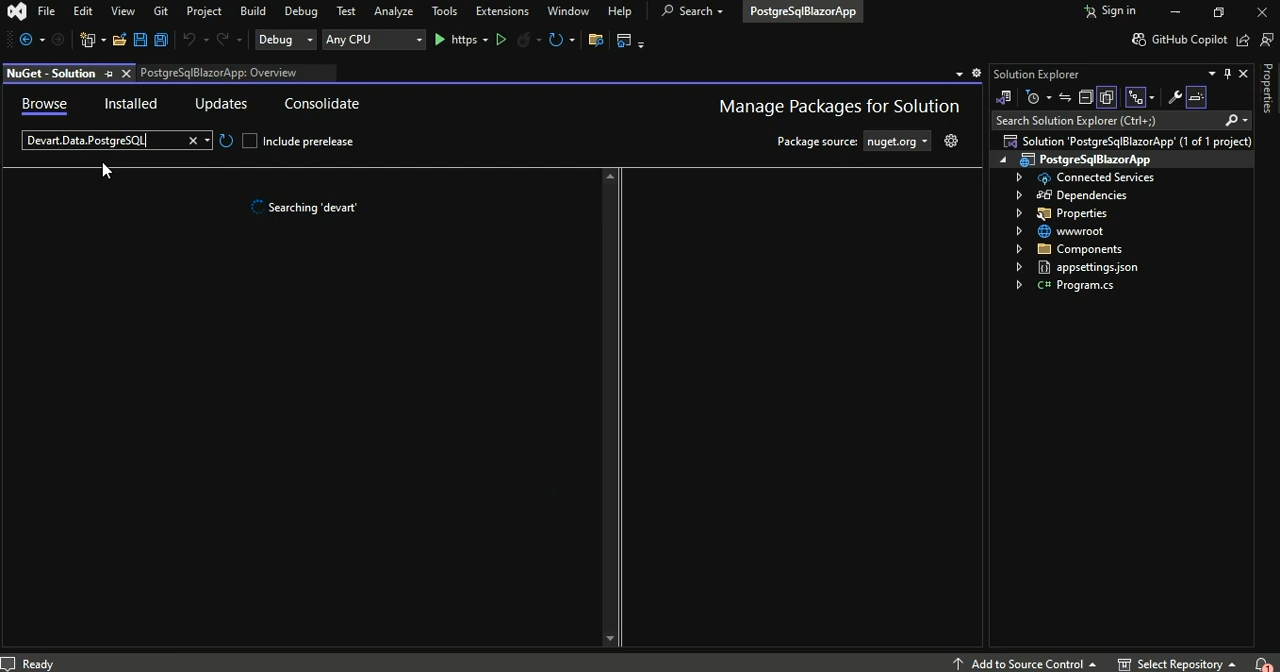 File Edit View Git Project Build Debug Test Analyze Tools Extensions Window Help Search PostgreSqlBlazorApp Sign in
Debug Any CPU https GitHub Copilot
NuGet - Solution PostgreSqlBlazorApp: Overview
Browse Installed Updates Consolidate Manage Packages for Solution
Devart.Data.PostgreSQL Include prerelease Package source: nuget.org
Searching 'devart'
Solution Explorer
Search Solution Explorer (Ctrl+;)
Solution 'PostgreSqlBlazorApp' (1 of 1 project)
PostgreSqlBlazorApp
Connected Services
Dependencies
Properties
wwwroot
Components
appsettings.json
C# Program.cs
Properties
Ready Add to Source Control Select Repository 1